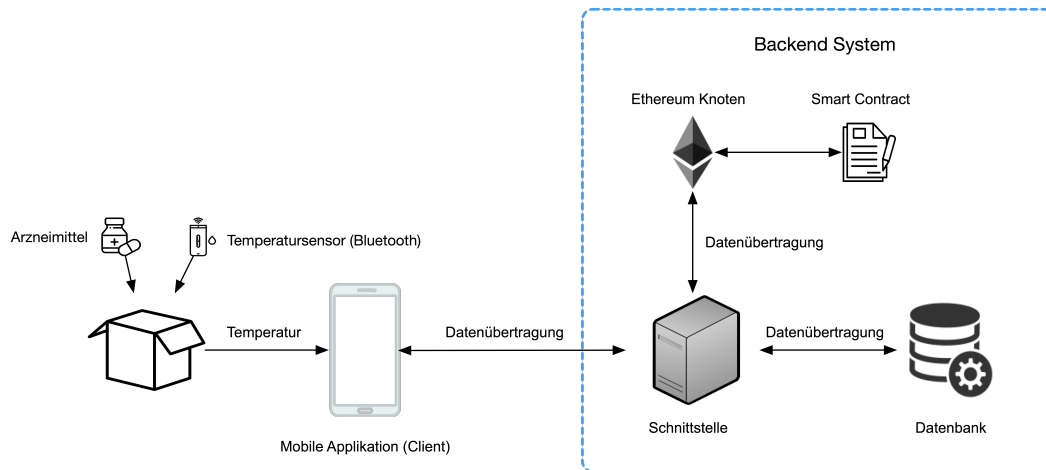 Backend System
Ethereum Knoten
Smart Contract
Arzneimittel
Temperatursensor (Bluetooth)
Datenübertragung
Temperatur
Datenübertragung
Datenübertragung
Schnittstelle
Datenbank
Mobile Applikation (Client)